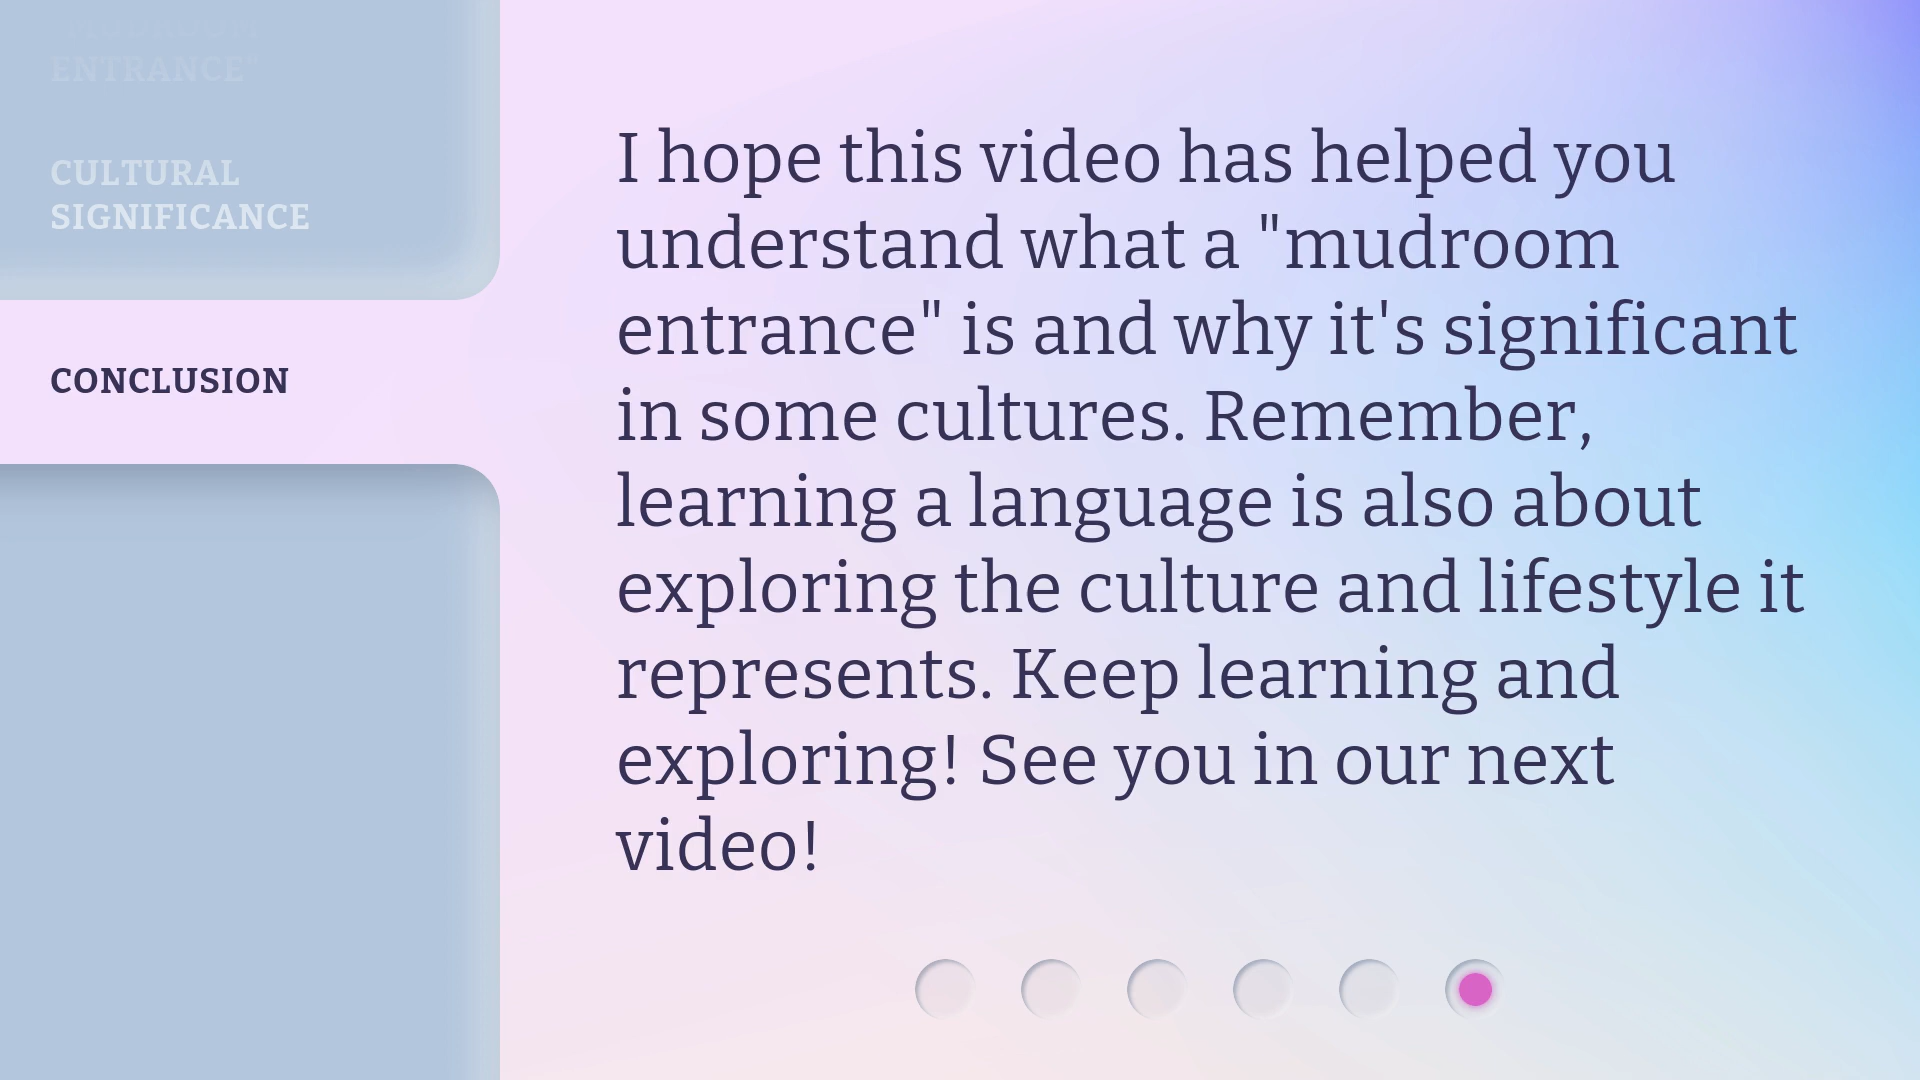 ENTRANCE"
CULTURAL
SIGNIFICANCE
CONCLUSION
I hope this video has helped you
understand what a "mudroom
entrance" is and why it's significant
in some cultures. Remember,
learning a language is also about
exploring the culture and lifestyle it
represents. Keep learning and
exploring! See you in our next
video!